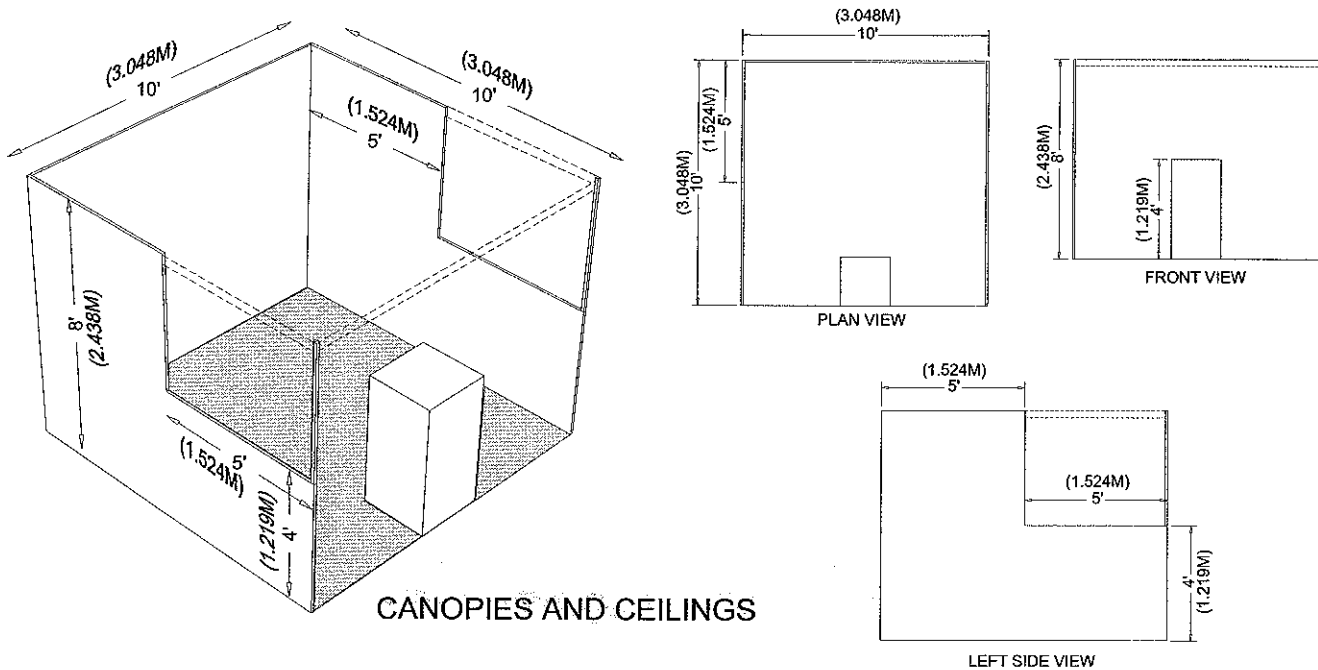 (3.048M)
10'
(3.048M)
10'
(1.524M)
5'
8'
(2.438M)
5'
(1.524M)
(1.219M)
4'
CANOPIES AND CEILINGS
(3.048M)
10'
(3.048M)
10'
(1.524M)
5'
PLAN VIEW
(2.438M)
8'
(1.219M)
4'
FRONT VIEW
(1.524M)
5'
(1.524M)
5'
4'
(1.219M)
LEFT SIDE VIEW